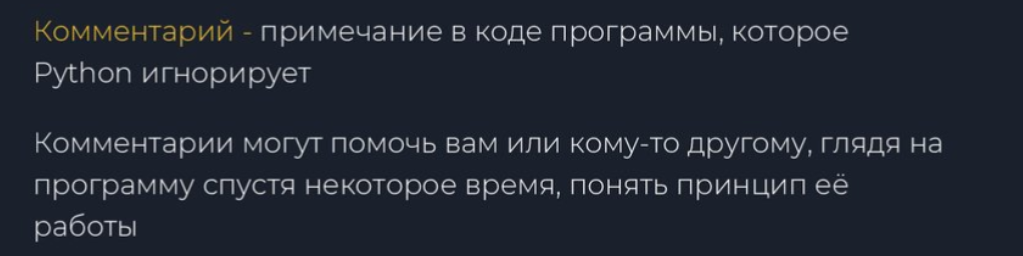 Комментарий - примечание в коде программы, которое
Python игнорирует
Комментарии могут помочь вам или кому-то другому, глядя на
программу спустя некоторое время, понять принцип её
работы